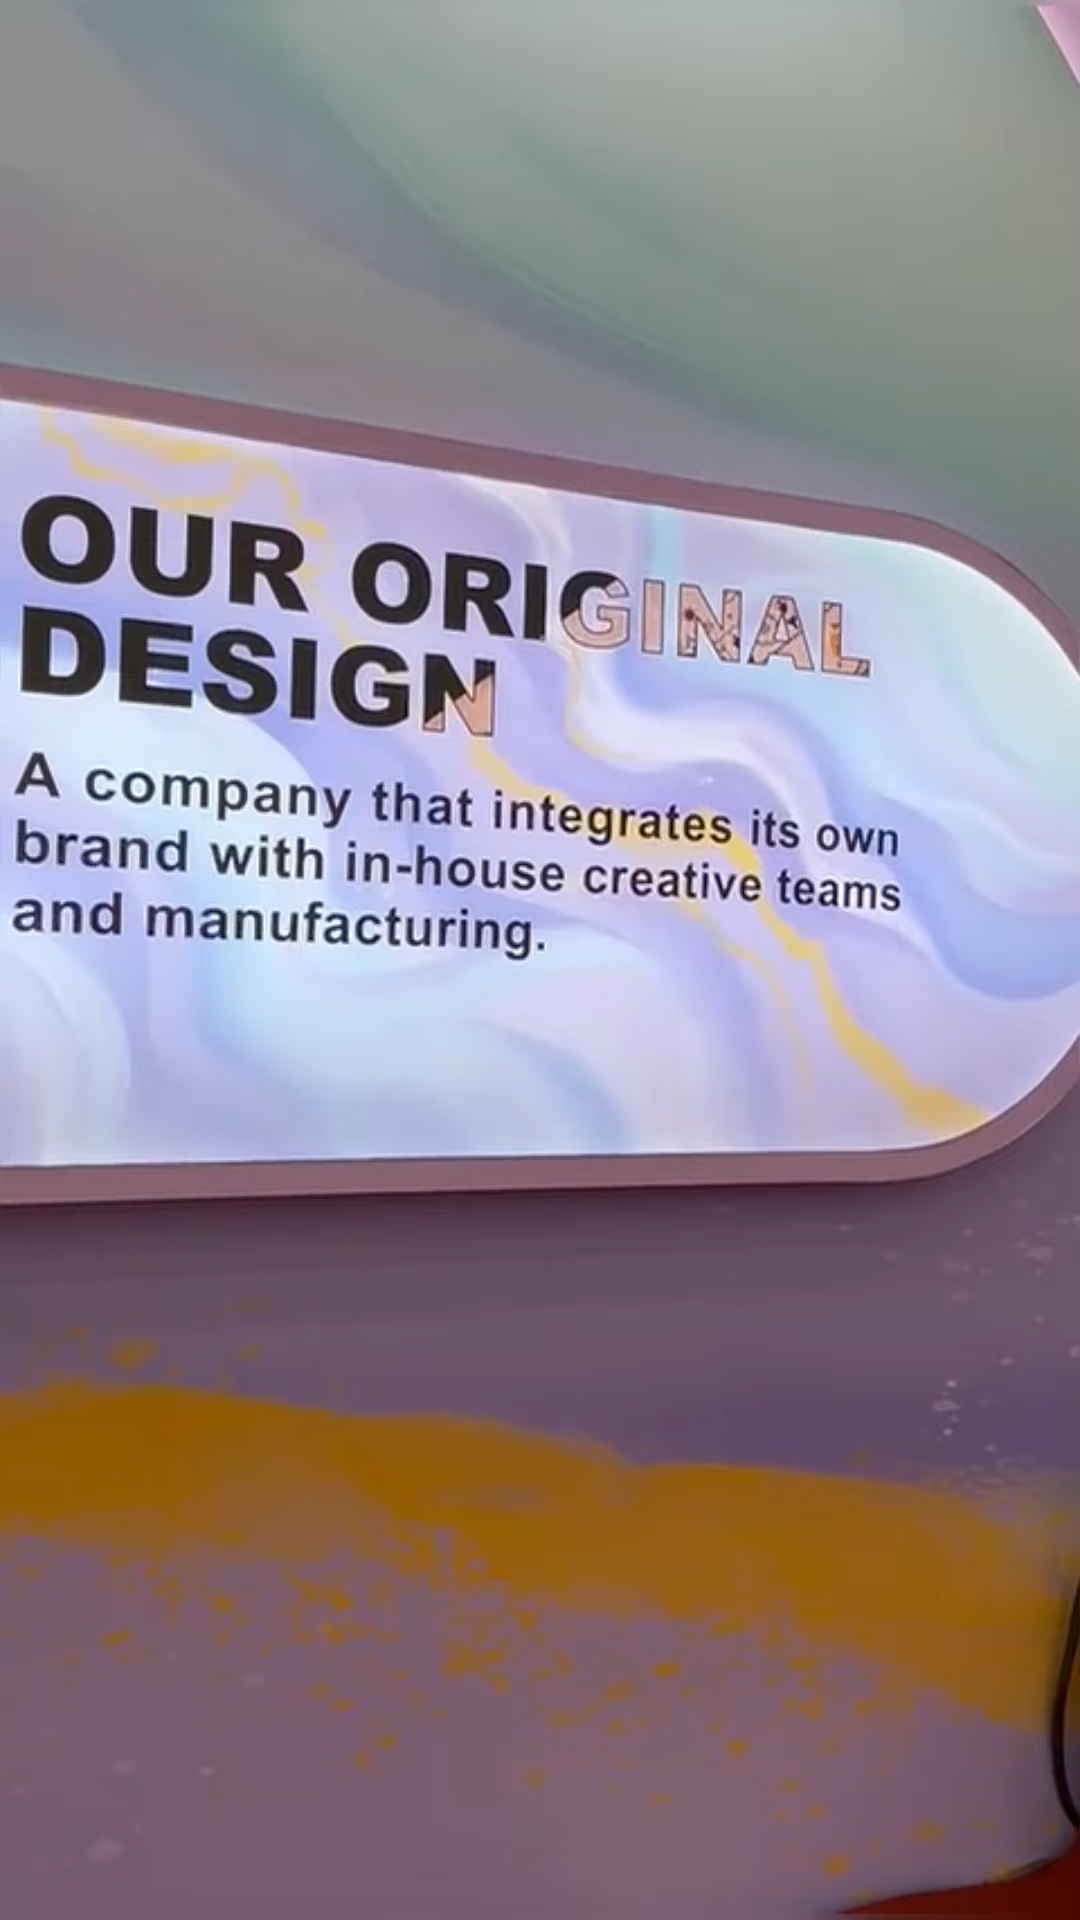 OUR ORIGINAL
DESIGN
A company that integrates its own
brand with in-house creative teams
and manufacturing.